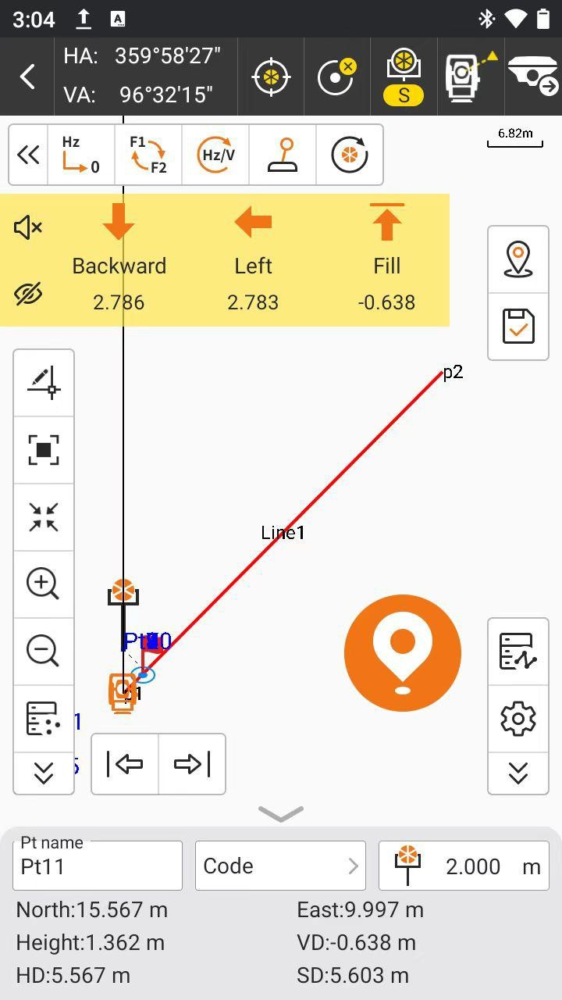 3:04
A
HA: 359°58'27"
VA: 96°32'15"
S
Hz
0
F1
F2
Hz/V
6.82m
Backward
Left
Fill
2.786
2.783
-0.638
p2
Line1
1
Pt name
Pt11
Code
2.000 m
North:15.567 m
East:9.997 m
Height:1.362 m
VD:-0.638 m
HD:5.567 m
SD:5.603 m